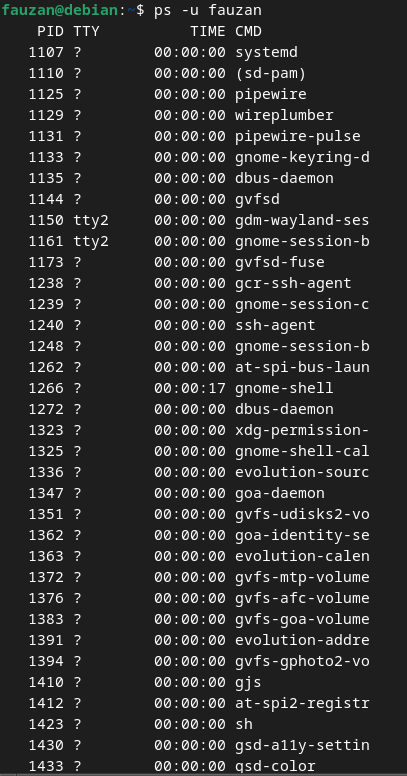 fauzan@debian:~$ ps -u fauzan
    PID TTY          TIME CMD
   1107 ?        00:00:00 systemd
   1110 ?        00:00:00 (sd-pam)
   1125 ?        00:00:00 pipewire
   1129 ?        00:00:00 wireplumber
   1131 ?        00:00:00 pipewire-pulse
   1133 ?        00:00:00 gnome-keyring-d
   1135 ?        00:00:00 dbus-daemon
   1144 ?        00:00:00 gvfsd
   1150 tty2     00:00:00 gdm-wayland-ses
   1161 tty2     00:00:00 gnome-session-b
   1173 ?        00:00:00 gvfsd-fuse
   1238 ?        00:00:00 gcr-ssh-agent
   1239 ?        00:00:00 gnome-session-c
   1240 ?        00:00:00 ssh-agent
   1248 ?        00:00:00 gnome-session-b
   1262 ?        00:00:00 at-spi-bus-laun
   1266 ?        00:00:17 gnome-shell
   1272 ?        00:00:00 dbus-daemon
   1323 ?        00:00:00 xdg-permission-
   1325 ?        00:00:00 gnome-shell-cal
   1336 ?        00:00:00 evolution-sourc
   1347 ?        00:00:00 goa-daemon
   1351 ?        00:00:00 gvfs-udisks2-vo
   1362 ?        00:00:00 goa-identity-se
   1363 ?        00:00:00 evolution-calen
   1372 ?        00:00:00 gvfs-mtp-volume
   1376 ?        00:00:00 gvfs-afc-volume
   1383 ?        00:00:00 gvfs-goa-volume
   1391 ?        00:00:00 evolution-addre
   1394 ?        00:00:00 gvfs-gphoto2-vo
   1410 ?        00:00:00 gjs
   1412 ?        00:00:00 at-spi2-registr
   1423 ?        00:00:00 sh
   1430 ?        00:00:00 gsd-a11y-settin
   1433 ?        00:00:00 gsd-color